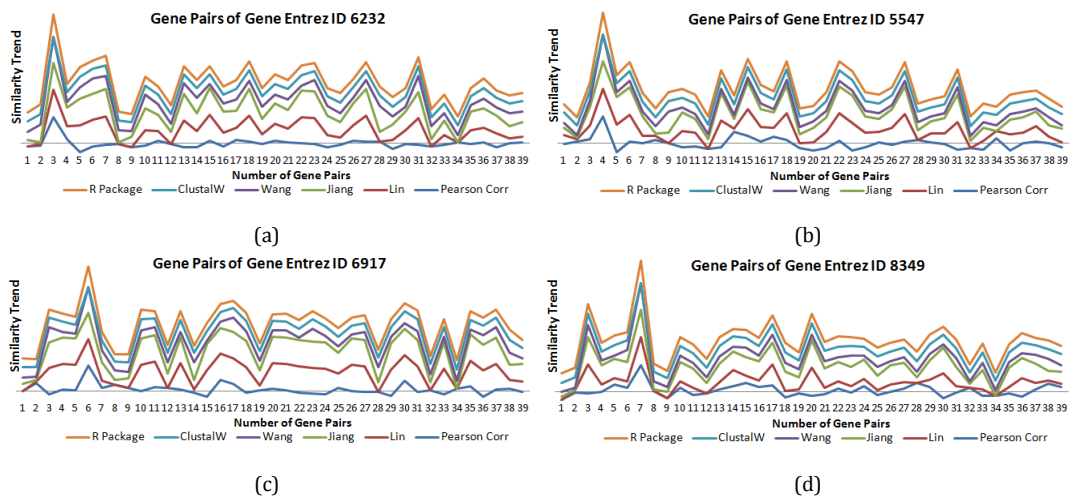 Gene Pairs of Gene Entrez ID 6232
Similarity Trend
1 2 3 4 5 6 7 8 9 10 11 12 13 14 15 16 17 18 19 20 21 22 23 24 25 26 27 28 29 30 31 32 33 34 35 36 37 38 39
Number of Gene Pairs
R Package ClustalW Wang Jiang Lin Pearson Corr
(a)
Gene Pairs of Gene Entrez ID 5547
Similarity Trend
1 2 3 4 5 6 7 8 9 10 11 12 13 14 15 16 17 18 19 20 21 22 23 24 25 26 27 28 29 30 31 32 33 34 35 36 37 38 39
Number of Gene Pairs
R Package ClustalW Wang Jiang Lin Pearson Corr
(b)
Gene Pairs of Gene Entrez ID 6917
Similarity Trend
1 2 3 4 5 6 7 8 9 10 11 12 13 14 15 16 17 18 19 20 21 22 23 24 25 26 27 28 29 30 31 32 33 34 35 36 37 38 39
Number of Gene Pairs
R Package ClustalW Wang Jiang Lin Pearson Corr
(c)
Gene Pairs of Gene Entrez ID 8349
Similarity Trend
1 2 3 4 5 6 7 8 9 10 11 12 13 14 15 16 17 18 19 20 21 22 23 24 25 26 27 28 29 30 31 32 33 34 35 36 37 38 39
Number of Gene Pairs
R Package ClustalW Wang Jiang Lin Pearson Corr
(d)